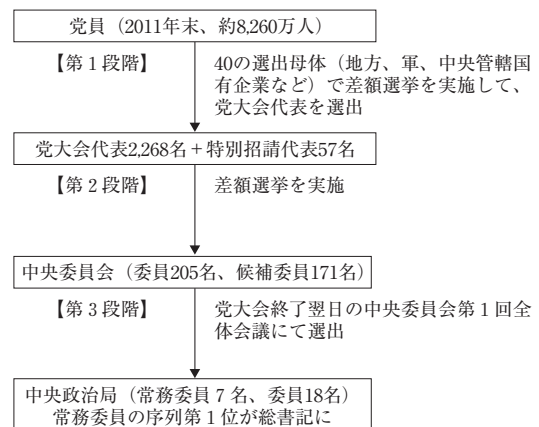 党員（2011年末、約8,260万人）
【第1段階】
40の選出母体（地方、軍、中央管轄国
有企業など）で差額選挙を実施して、
党大会代表を選出
党大会代表2,268名＋特別招請代表57名
【第2段階】
差額選挙を実施
中央委員会（委員205名、候補委員171名）
【第3段階】
党大会終了翌日の中央委員会第1回全
体会議にて選出
中央政治局（常務委員7名、委員18名）
常務委員の序列第1位が総書記に